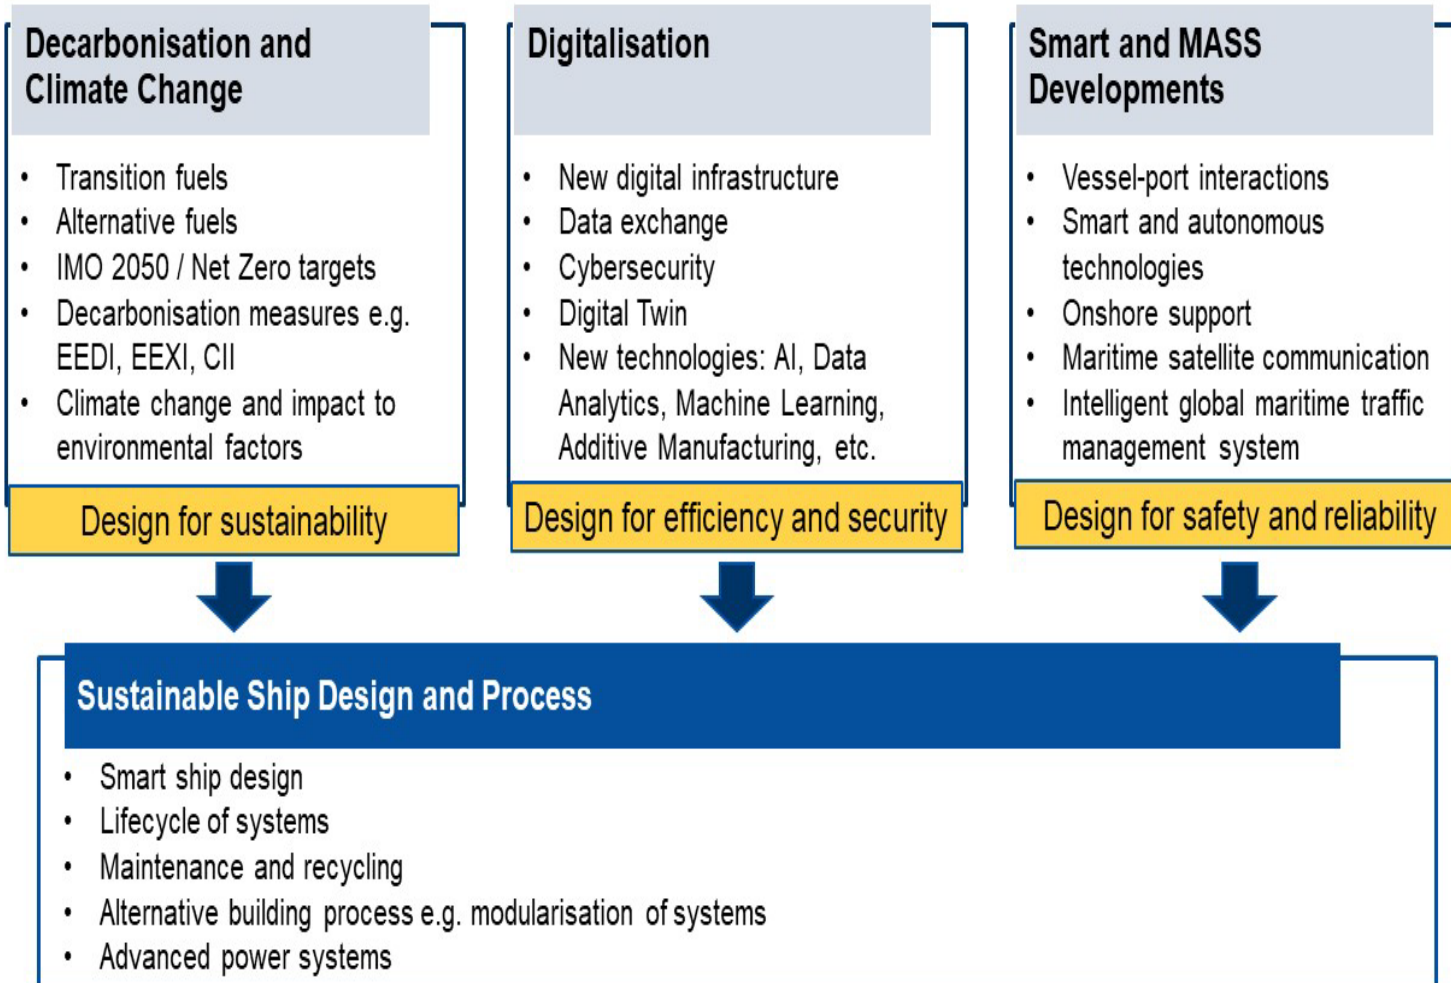 Decarbonisation and
Climate Change
• Transition fuels
• Alternative fuels
• IMO 2050 / Net Zero targets
• Decarbonisation measures e.g.
EEDI, EEXI, CII
• Climate change and impact to
environmental factors
Design for sustainability
Digitalisation
• New digital infrastructure
• Data exchange
• Cybersecurity
• Digital Twin
• New technologies: AI, Data
Analytics, Machine Learning,
Additive Manufacturing, etc.
Design for efficiency and security
Smart and MASS
Developments
• Vessel-port interactions
• Smart and autonomous
technologies
• Onshore support
• Maritime satellite communication
• Intelligent global maritime traffic
management system
Design for safety and reliability
Sustainable Ship Design and Process
• Smart ship design
• Lifecycle of systems
• Maintenance and recycling
• Alternative building process e.g. modularisation of systems
• Advanced power systems